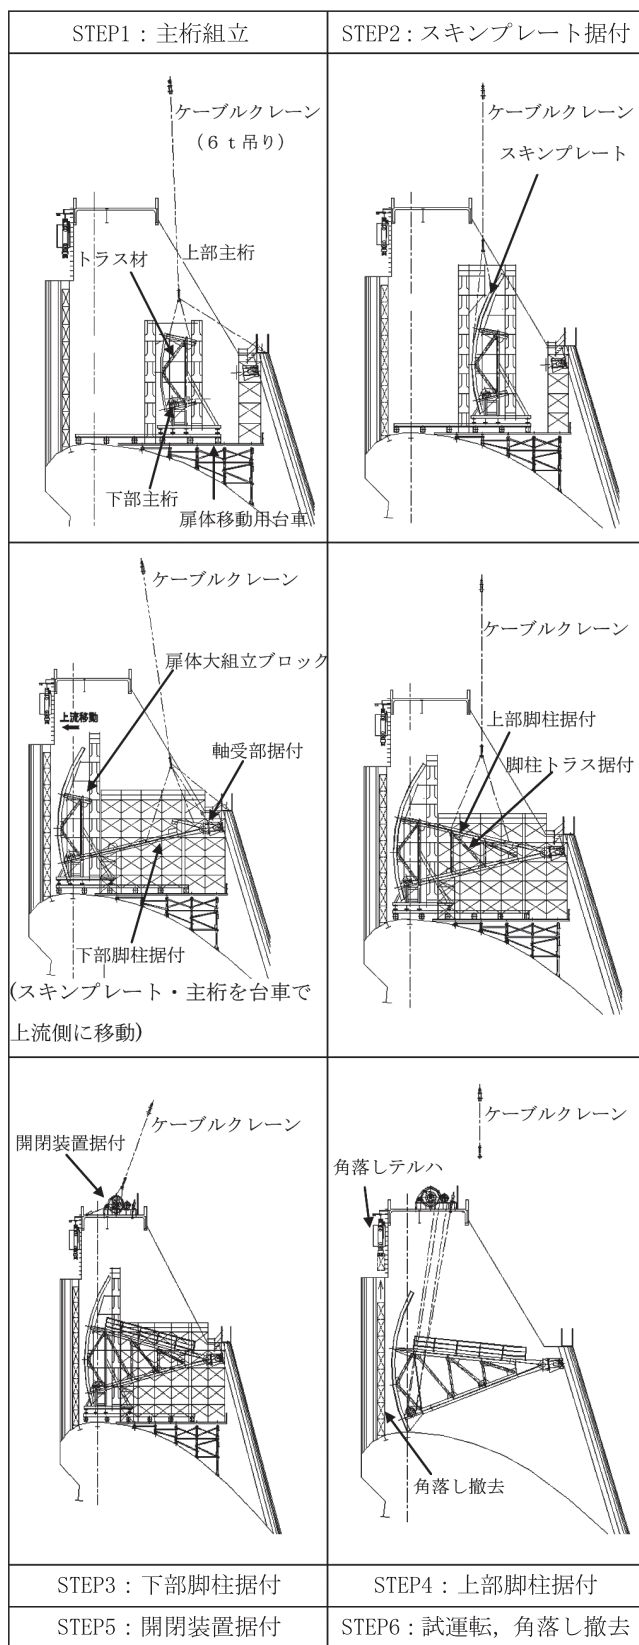 STEP1：主桁組立
STEP2：スキンプレート据付
ケーブルクレーン
（６ｔ吊り）
上部主桁
トラス材
下部主桁
扉体移動用台車
ケーブルクレーン
スキンプレート
ケーブルクレーン
扉体大組立ブロック
上流移動
軸受部据付
下部脚柱据付
(スキンプレート・主桁を台車で
上流側に移動)
ケーブルクレーン
上部脚柱据付
脚柱トラス据付
ケーブルクレーン
開閉装置据付
ケーブルクレーン
角落しテルハ
角落し撤去
STEP3：下部脚柱据付
STEP4：上部脚柱据付
STEP5：開閉装置据付
STEP6：試運転，角落し撤去